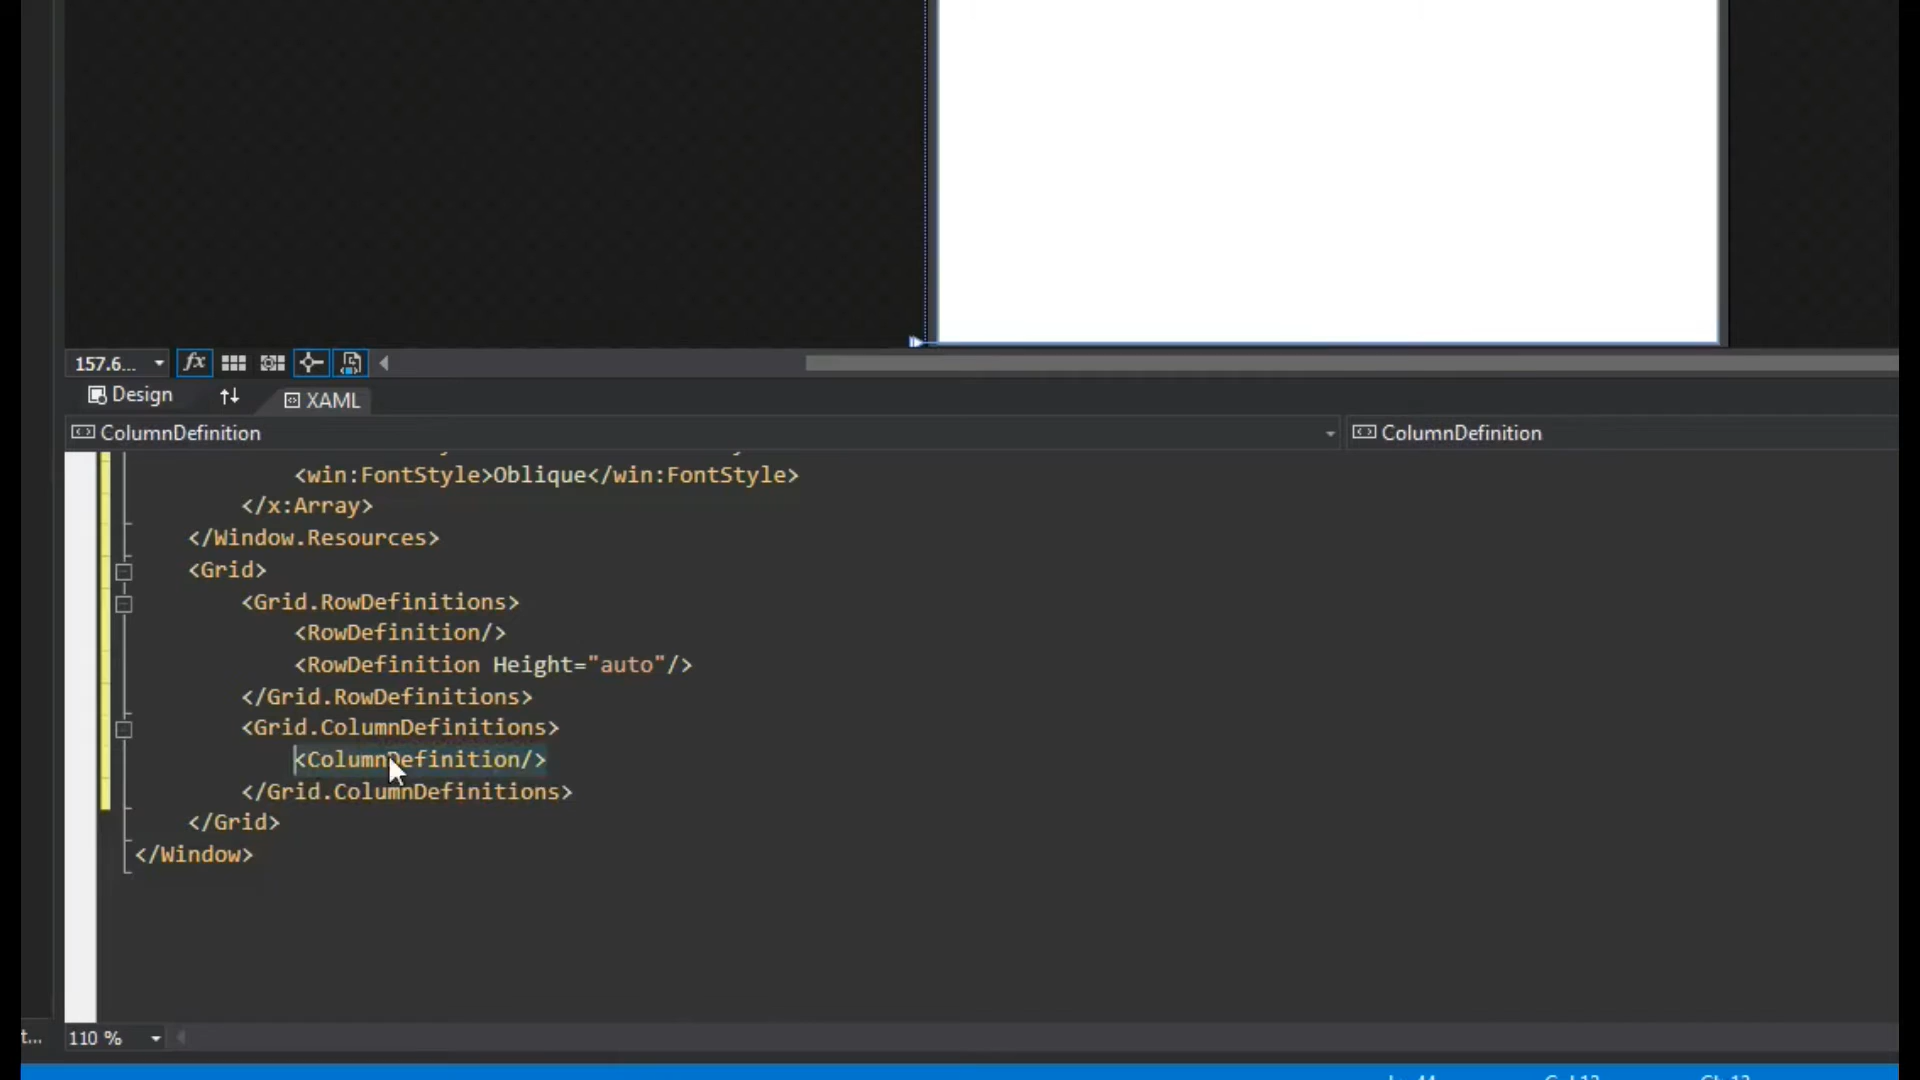 157.6...
fx
Design
XAML
ColumnDefinition
ColumnDefinition
<win:FontStyle>Oblique</win:FontStyle>
</x:Array>
</Window.Resources>
<Grid>
<Grid.RowDefinitions>
<RowDefinition/>
<RowDefinition Height="auto"/>
</Grid.RowDefinitions>
<Grid.ColumnDefinitions>
<ColumnDefinition/>
</Grid.ColumnDefinitions>
</Grid>
</Window>
t...
110 %